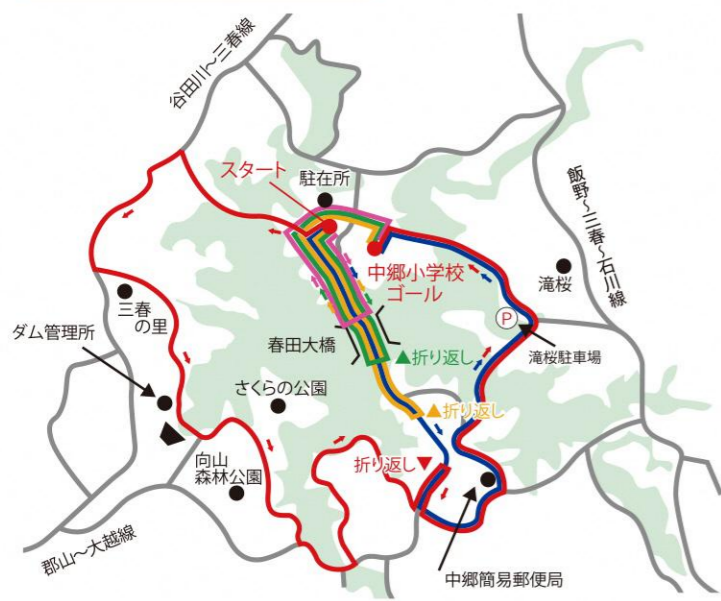 谷田川～三春線
スタート
駐在所
飯野～三春～石川線
中郷小学校
ゴール
滝桜
P
滝桜駐車場
三春
の里
ダム管理所
春田大橋
▲折り返し
さくらの公園
▲折り返し
折り返し▼
向山
森林公園
郡山～大越線
中郷簡易郵便局